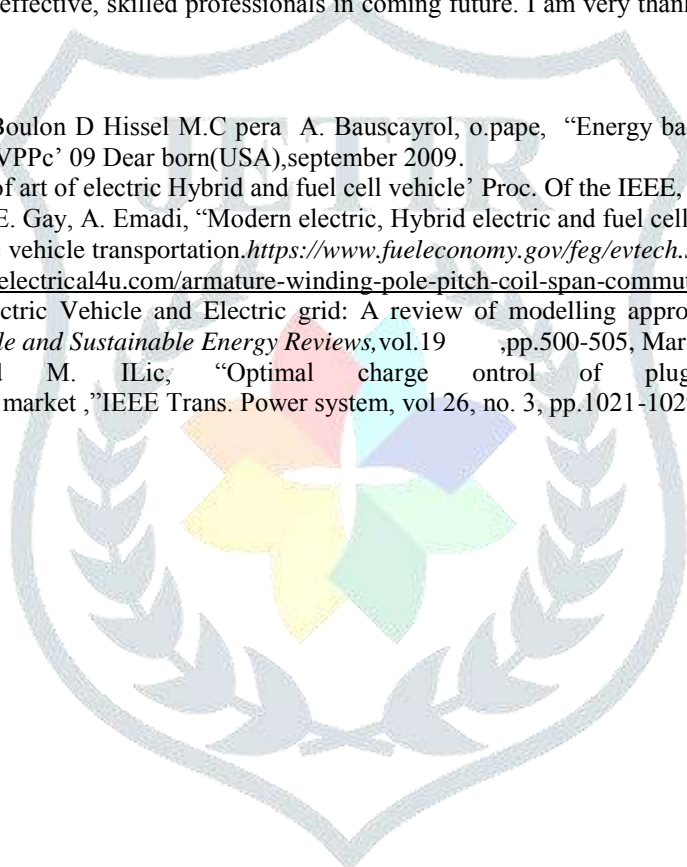 effective, skilled professionals in coming future. I am very thank
JETIR
Boulon D Hissel M.C pera A. Bauscayrol, o.pape, “Energy ba
VPPc’ 09 Dear born(USA),september 2009.
of art of electric Hybrid and fuel cell vehicle’ Proc. Of the IEEE,
E. Gay, A. Emadi, “Modern electric, Hybrid electric and fuel cell
vehicle transportation.https://www.fueleconomy.gov/feg/evtech.
electrical4u.com/armature-winding-pole-pitch-coil-span-commu
ctric Vehicle and Electric grid: A review of modelling appro
le and Sustainable Energy Reviews,vol.19 ,pp.500-505, Mar
M. ILic, “Optimal charge ontrol of plug
market ,”IEEE Trans. Power system, vol 26, no. 3, pp.1021-102